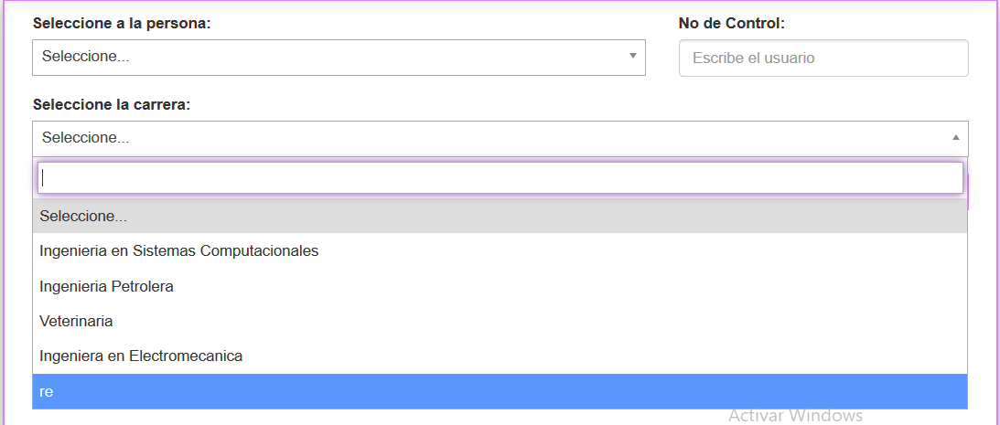 Seleccione a la persona:
No de Control:
Seleccione...
Escribe el usuario
Seleccione la carrera:
Seleccione...
Seleccione...
Ingenieria en Sistemas Computacionales
Ingenieria Petrolera
Veterinaria
Ingeniera en Electromecanica
re
Activar Windows